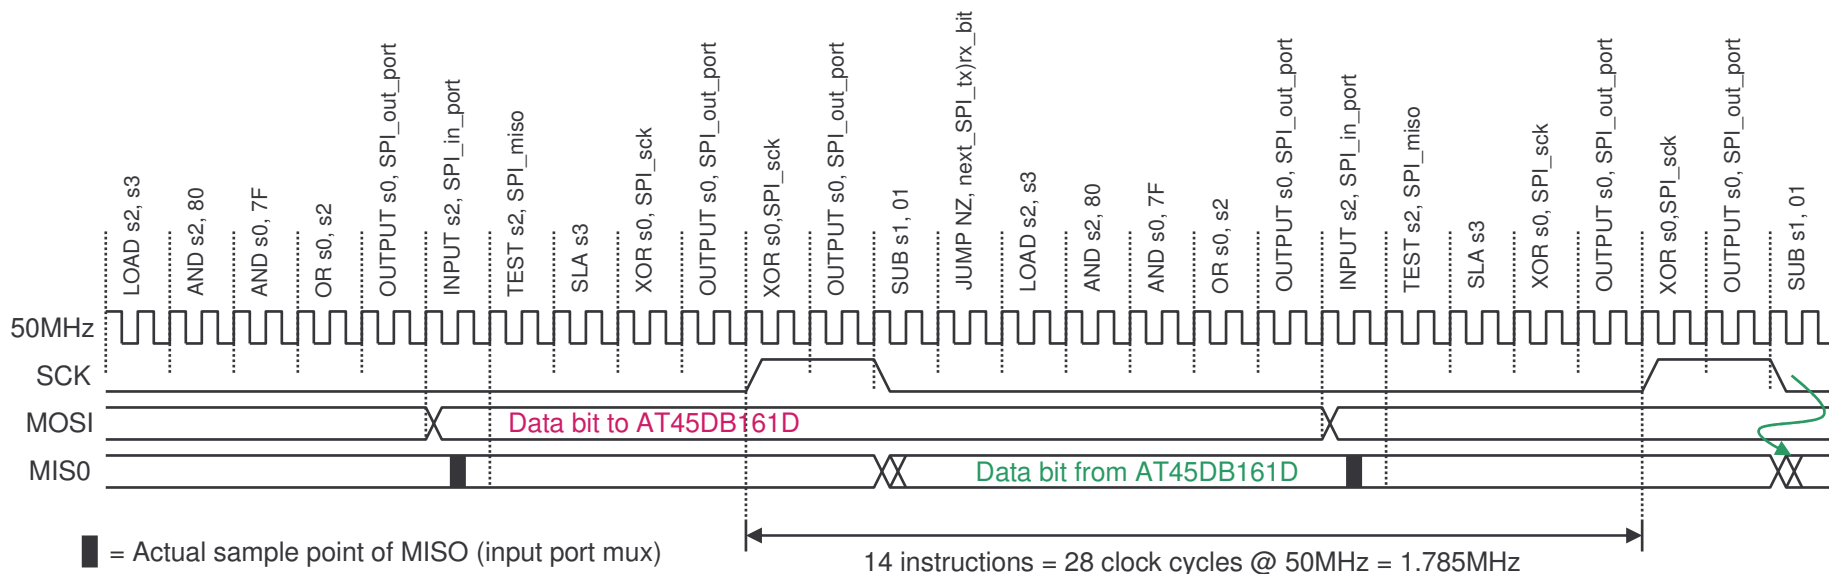 LOAD s2, s3
AND s2, 80
AND s0, 7F
OR s0, s2
OUTPUT s0, SPI_out_port
INPUT s2, SPI_in_port
TEST s2, SPI_miso
SLA s3
XOR s0, SPI_sck
OUTPUT s0, SPI_out_port
XOR s0,SPI_sck
OUTPUT s0, SPI_out_port
SUB s1, 01
JUMP NZ, next_SPI_tx)rx_bit
LOAD s2, s3
AND s2, 80
AND s0, 7F
OR s0, s2
OUTPUT s0, SPI_out_port
INPUT s2, SPI_in_port
TEST s2, SPI_miso
SLA s3
XOR s0, SPI_sck
OUTPUT s0, SPI_out_port
XOR s0,SPI_sck
OUTPUT s0, SPI_out_port
SUB s1, 01
50MHz
SCK
MOSI
Data bit to AT45DB161D
MIS0
Data bit from AT45DB161D
= Actual sample point of MISO (input port mux)
14 instructions = 28 clock cycles @ 50MHz = 1.785MHz